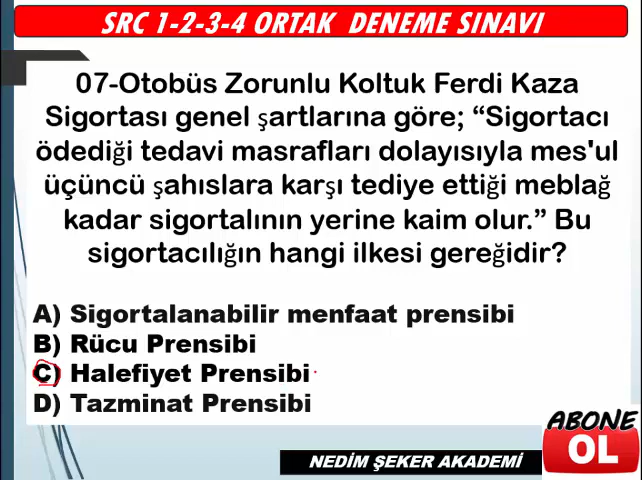 SRC 1-2-3-4 ORTAK DENEME SINAVI
07-Otobüs Zorunlu Koltuk Ferdi Kaza
Sigortası genel şartlarına göre; “Sigortacı
ödediği tedavi masrafları dolayısıyla mes'ul
üçüncü şahıslara karşı tediye ettiği meblağ
kadar sigortalının yerine kaim olur.” Bu
sigortacılığın hangi ilkesi gereğidir?
A) Sigortalanabilir menfaat prensibi
B) Rücu Prensibi
C) Halefiyet Prensibi
D) Tazminat Prensibi
ABONE
OL
NEDİM ŞEKER AKADEMİ